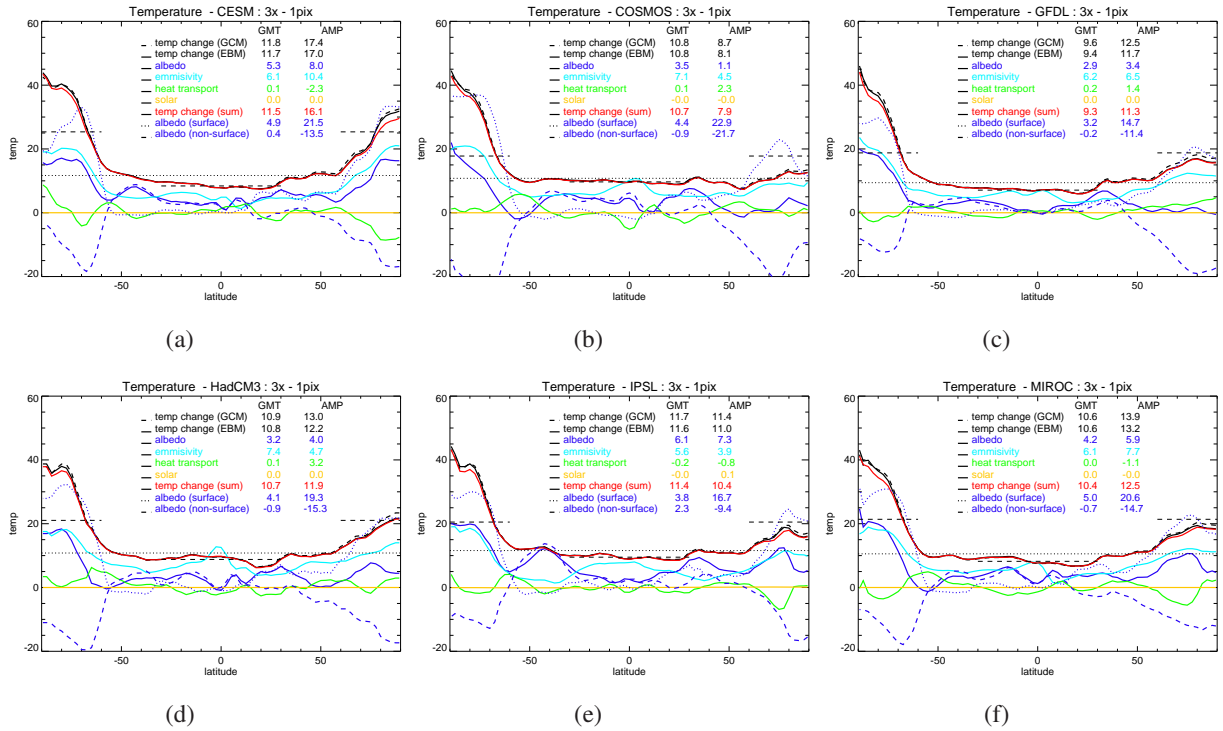 Temperature - CESM : 3x - 1pix
GMT AMP
temp change (GCM) 11.8 17.4
temp change (EBM) 11.7 17.0
albedo 5.3 8.0
emmisivity 6.1 10.4
heat transport 0.1 -2.3
solar 0.0 0.0
temp change (sum) 11.5 16.1
albedo (surface) 4.9 21.5
albedo (non-surface) 0.4 -13.5
60
40
20
0
-20
temp
-50 0 50
latitude
(a)
Temperature - COSMOS : 3x - 1pix
GMT AMP
temp change (GCM) 10.8 8.7
temp change (EBM) 10.8 8.1
albedo 3.5 1.1
emmisivity 7.1 4.5
heat transport 0.1 2.3
solar -0.0 -0.0
temp change (sum) 10.7 7.9
albedo (surface) 4.4 22.9
albedo (non-surface) -0.9 -21.7
60
40
20
0
-20
temp
-50 0 50
latitude
(b)
Temperature - GFDL : 3x - 1pix
GMT AMP
temp change (GCM) 9.6 12.5
temp change (EBM) 9.4 11.7
albedo 2.9 3.4
emmisivity 6.2 6.5
heat transport 0.2 1.4
solar 0.0 0.0
temp change (sum) 9.3 11.3
albedo (surface) 3.2 14.7
albedo (non-surface) -0.2 -11.4
60
40
20
0
-20
temp
-50 0 50
latitude
(c)
Temperature - HadCM3 : 3x - 1pix
GMT AMP
temp change (GCM) 10.9 13.0
temp change (EBM) 10.8 12.2
albedo 3.2 4.0
emmisivity 7.4 4.7
heat transport 0.1 3.2
solar 0.0 0.0
temp change (sum) 10.7 11.9
albedo (surface) 4.1 19.3
albedo (non-surface) -0.9 -15.3
60
40
20
0
-20
temp
-50 0 50
latitude
(d)
Temperature - IPSL : 3x - 1pix
GMT AMP
temp change (GCM) 11.7 11.4
temp change (EBM) 11.6 11.0
albedo 6.1 7.3
emmisivity 5.6 3.9
heat transport -0.2 -0.8
solar -0.0 0.1
temp change (sum) 11.4 10.4
albedo (surface) 3.8 16.7
albedo (non-surface) 2.3 -9.4
60
40
20
0
-20
temp
-50 0 50
latitude
(e)
Temperature - MIROC : 3x - 1pix
GMT AMP
temp change (GCM) 10.6 13.9
temp change (EBM) 10.6 13.2
albedo 4.2 5.9
emmisivity 6.1 7.7
heat transport 0.0 -1.1
solar -0.0 -0.0
temp change (sum) 10.4 12.5
albedo (surface) 5.0 20.6
albedo (non-surface) -0.7 -14.7
60
40
20
0
-20
temp
-50 0 50
latitude
(f)